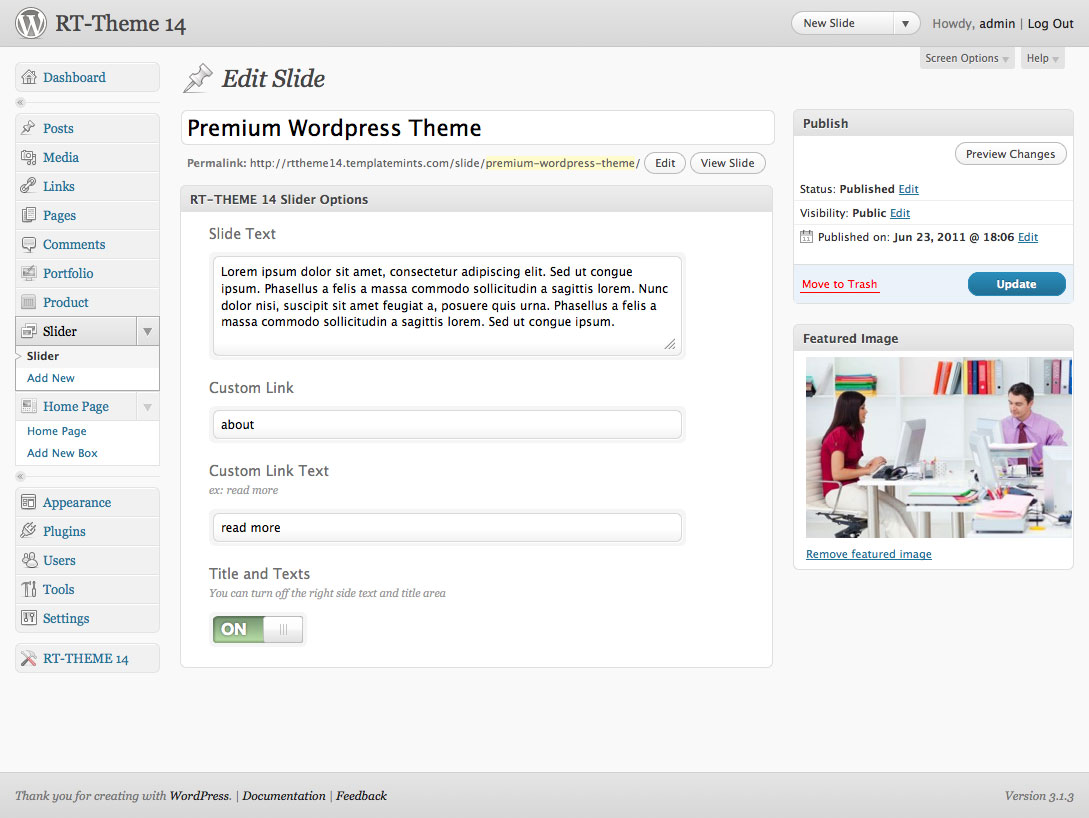 RT-Theme 14
New Slide
Howdy, admin | Log Out
Screen Options
Help
Dashboard
Posts
Media
Links
Pages
Comments
Portfolio
Product
Slider
Slider
Add New
Home Page
Home Page
Add New Box
Appearance
Plugins
Users
Tools
Settings
RT-THEME 14
Edit Slide
Premium Wordpress Theme
Permalink: http://rttheme14.templatemints.com/slide/premium-wordpress-theme/ Edit View Slide
RT-THEME 14 Slider Options
Slide Text
Lorem ipsum dolor sit amet, consectetur adipiscing elit. Sed ut congue
ipsum. Phasellus a felis a massa commodo sollicitudin a sagittis lorem. Nunc
dolor nisi, suscipit sit amet feugiat a, posuere quis urna. Phasellus a felis a
massa commodo sollicitudin a sagittis lorem. Sed ut congue ipsum.
Custom Link
about
Custom Link Text
ex: read more
read more
Title and Texts
You can turn off the right side text and title area
ON
Publish
Preview Changes
Status: Published Edit
Visibility: Public Edit
Published on: Jun 23, 2011 @ 18:06 Edit
Move to Trash
Update
Featured Image
Remove featured image
Thank you for creating with WordPress. | Documentation | Feedback
Version 3.1.3